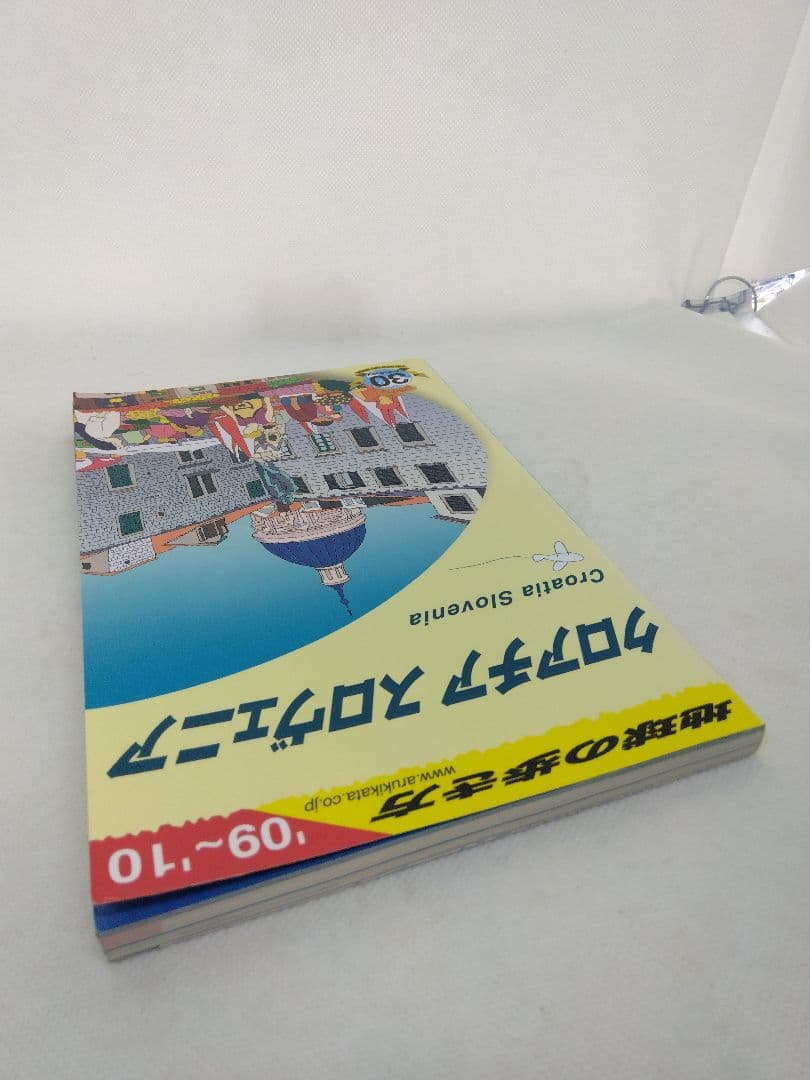 地球の歩き方
www.arukikata.co.jp
'09~'10
クロアチア スロヴェニア
Croatia Slovenia
30